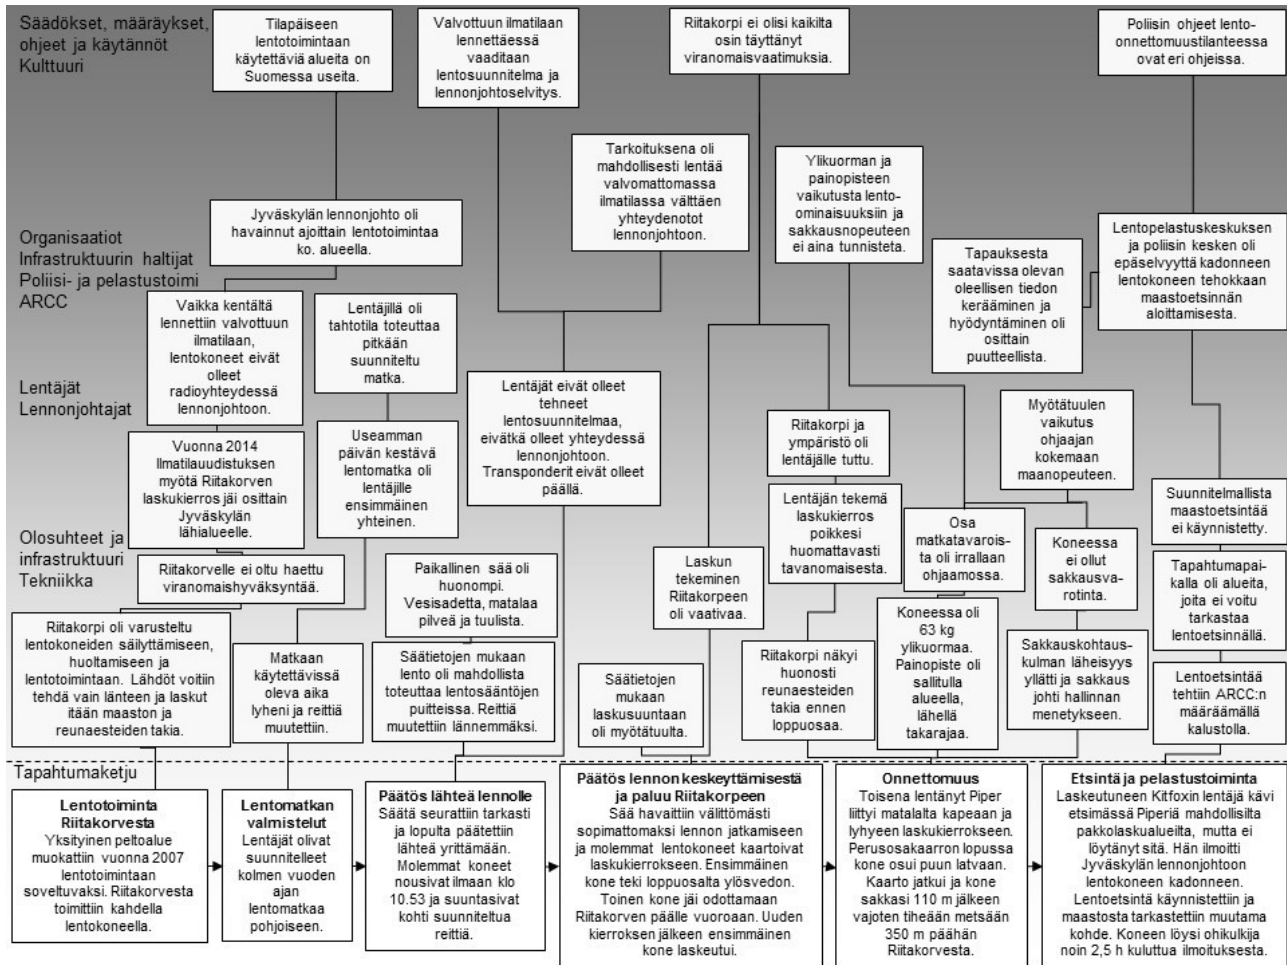 Säädökset, määräykset,
ohjeet ja käytännöt
Kulttuuri
Tilapäiseen
lentotoimintaan
käytettäviä alueita on
Suomessa useita.
Valvottuun ilmatilaan
lennettäessä
vaaditaan
lentosuunnitelma ja
lennonjohtoselvitys.
Riitakorpi ei olisi kaikilta
osin täyttänyt
viranomaisvaatimuksia.
Poliisin ohjeet lento-
onnettomuustilanteessa
ovat eri ohjeissa.
Tarkoituksena oli
mahdollisesti lentää
valvomattomassa
ilmatilassa välttäen
yhteydenotot
lennonjohtoon.
Ylikuorman ja
painopisteen
vaikutusta lento-
ominaisuuksiin ja
sakkausnopeuteen
ei aina tunnisteta.
Organisaatiot
Infrastruktuurin haltijat
Poliisi- ja pelastustoimi
ARCC
Jyväskylän lennonjohto oli
havainnut ajoittain lentotoimintaa
ko. alueella.
Tapauksesta
saatavissa olevan
oleellisen tiedon
kerääminen ja
hyödyntäminen oli
osittain
puutteellista.
Lentopelastuskeskuksen
ja poliisin kesken oli
epäselvyyttä kadonneen
lentokoneen tehokkaan
maastoetsinnän
aloittamisesta.
Vaikka kentältä
lennettiin valvottuun
ilmatilaan,
lentokoneet eivät
olleet
radioyhteydessä
lennonjohtoon.
Lentäjillä oli
tahtotila toteuttaa
pitkään
suunniteltu
matka.
Lentäjät
Lennonjohtajat
Lentäjät eivät olleet
tehneet
lentosuunnitelmaa,
eivätkä olleet yhteydessä
lennonjohtoon.
Transponderit eivät olleet
päällä.
Riitakorpi ja
ympäristö oli
lentäjälle tuttu.
Myötätuulen
vaikutus
ohjaajan
kokemaan
maanopeuteen.
Vuonna 2014
Ilmatilauudistuksen
myötä Riitakorven
laskukierros jäi osittain
Jyväskylän
lähialueelle.
Useamman
päivän kestävä
lentomatka oli
lentäjille
ensimmäinen
yhteinen.
Lentäjän tekemä
laskukierros
poikkesi
huomattavasti
tavanomaisesta.
Suunnitelmallista
maastoetsintää
ei käynnistetty.
Olosuhteet ja
infrastruktuuri
Tekniikka
Riitakorvelle ei oltu haettu
viranomaishyväksyntää.
Paikallinen sää oli
huonompi.
Vesisadetta, matalaa
pilveä ja tuulista.
Laskun
tekeminen
Riitakorpeen
oli vaativaa.
Osa
matkatavarois-
ta oli irrallaan
ohjaamossa.
Koneessa
ei ollut
sakkausva-
rotinta.
Tapahtumapai-
kalla oli alueita,
joita ei voitu
tarkastaa
lentoetsinnällä.
Riitakorpi oli varusteltu
lentokoneiden säilyttämiseen,
huoltamiseen ja
lentotoimintaan. Lähdöt voitiin
tehdä vain länteen ja laskut
itään maaston ja
reunaesteiden takia.
Matkaan
käytettävissä
oleva aika
lyheni ja reittiä
muutettiin.
Säätietojen mukaan
lento oli mahdollista
toteuttaa lentosääntöjen
puitteissa. Reittiä
muutettiin lännemmäksi.
Säätietojen
mukaan
laskusuuntaan
oli myötätuulta.
Riitakorpi näkyi
huonosti
reunaesteiden
takia ennen
loppuosaa.
Koneessa oli
63 kg
ylikuormaa.
Painopiste oli
sallitulla
alueella,
lähellä
takarajaa.
Sakkauskohtaus-
kulman läheisyys
yllätti ja sakkaus
johti hallinnan
menetykseen.
Lentoetsintää
tehtiin ARCC:n
määräämällä
kalustolla.
Tapahtumaketju
Lentotoiminta
Riitakorvesta
Yksityinen peltoalue
muokattiin vuonna 2007
lentotoimintaan
soveltuvaksi. Riitakorvesta
toimittiin kahdella
lentokoneella.
Lentomatkan
valmistelut
Lentäjät olivat
suunnitelleet
kolmen vuoden
ajan
lentomatkaa
pohjoiseen.
Päätös lähteä lennolle
Säätä seurattiin tarkasti
ja lopulta päätettiin
lähteä yrittämään.
Molemmat koneet
nousivat ilmaan klo
10.53 ja suuntasivat
kohti suunniteltua
reittiä.
Päätös lennon keskeyttämisestä
ja paluu Riitakorpeen
Sää havaittiin välittömästi
sopimattomaksi lennon jatkamiseen
ja molemmat lentokoneet kaartoivat
laskukierrokseen. Ensimmäinen
kone teki loppuosalta ylösvedon.
Toinen kone jäi odottamaan
Riitakorven päälle vuoroaan. Uuden
kierroksen jälkeen ensimmäinen
kone laskeutui.
Onnettomuus
Toisena lentänyt Piper
liittyi matalalta kapeaan ja
lyhyeen laskukierrokseen.
Perusosakaarron lopussa
kone osui puun latvaan.
Kaarto jatkui ja kone
sakkasi 110 m jälkeen
vajoten tiheään metsään
350 m päähän
Riitakorvesta.
Etsintä ja pelastustoiminta
Laskeutuneen Kitfoxin lentäjä kävi
etsimässä Piperiä mahdollisilta
pakkolaskualueilta, mutta ei
löytänyt sitä. Hän ilmoitti
Jyväskylän lennonjohtoon
lentokoneen kadonneen.
Lentoetsintä käynnistettiin ja
maastosta tarkastettiin muutama
kohde. Koneen löysi ohikulkija
noin 2,5 h kuluttua ilmoituksesta.